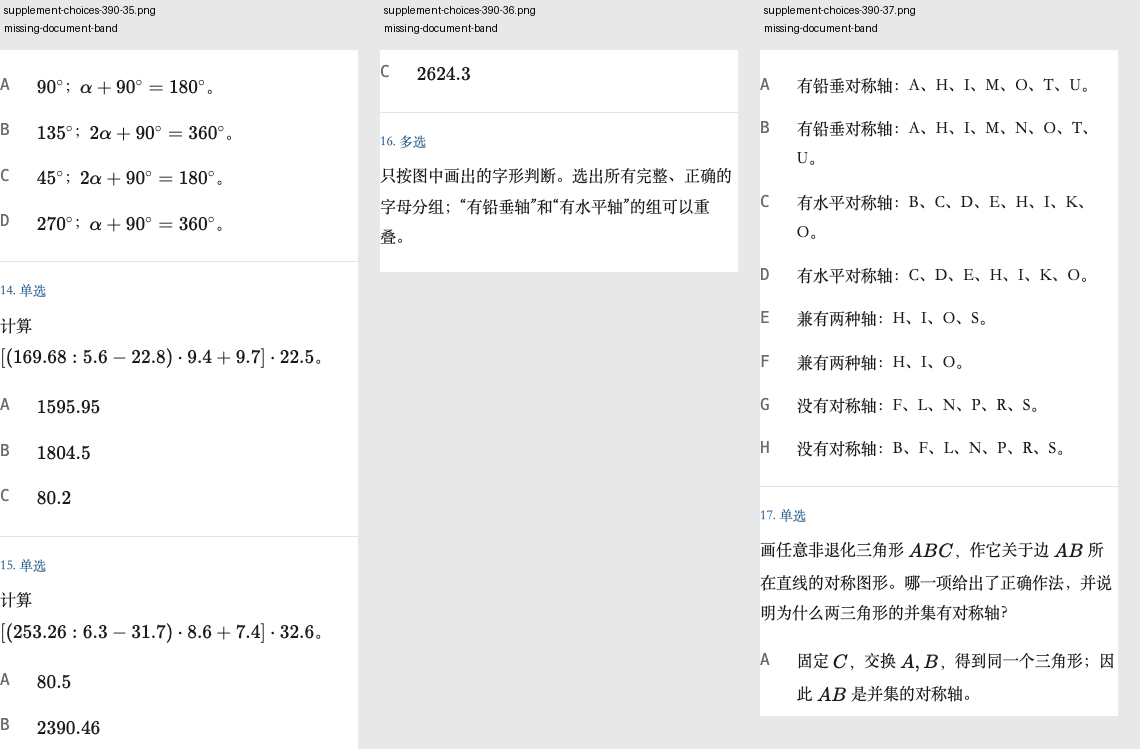 supplement-choices-390-35.png
missing-document-band
A 90°；α + 90° = 180°。
B 135°；2α + 90° = 360°。
C 45°；2α + 90° = 180°。
D 270°；α + 90° = 360°。
14. 单选
计算
[(169.68 : 5.6 − 22.8) · 9.4 + 9.7] · 22.5。
A 1595.95
B 1804.5
C 80.2
15. 单选
计算
[(253.26 : 6.3 − 31.7) · 8.6 + 7.4] · 32.6。
A 80.5
B 2390.46
supplement-choices-390-36.png
missing-document-band
C 2624.3
16. 多选
只按图中画出的字形判断。选出所有完整、正确的
字母分组；“有铅垂轴”和“有水平轴”的组可以重
叠。
supplement-choices-390-37.png
missing-document-band
A 有铅垂对称轴：A、H、I、M、O、T、U。
B 有铅垂对称轴：A、H、I、M、N、O、T、
U。
C 有水平对称轴：B、C、D、E、H、I、K、
O。
D 有水平对称轴：C、D、E、H、I、K、O。
E 兼有两种轴：H、I、O、S。
F 兼有两种轴：H、I、O。
G 没有对称轴：F、L、N、P、R、S。
H 没有对称轴：B、F、L、N、P、R、S。
17. 单选
画任意非退化三角形 ABC，作它关于边 AB 所
在直线的对称图形。哪一项给出了正确作法，并说
明为什么两三角形的并集有对称轴？
A 固定 C，交换 A, B，得到同一个三角形；因
此 AB 是并集的对称轴。